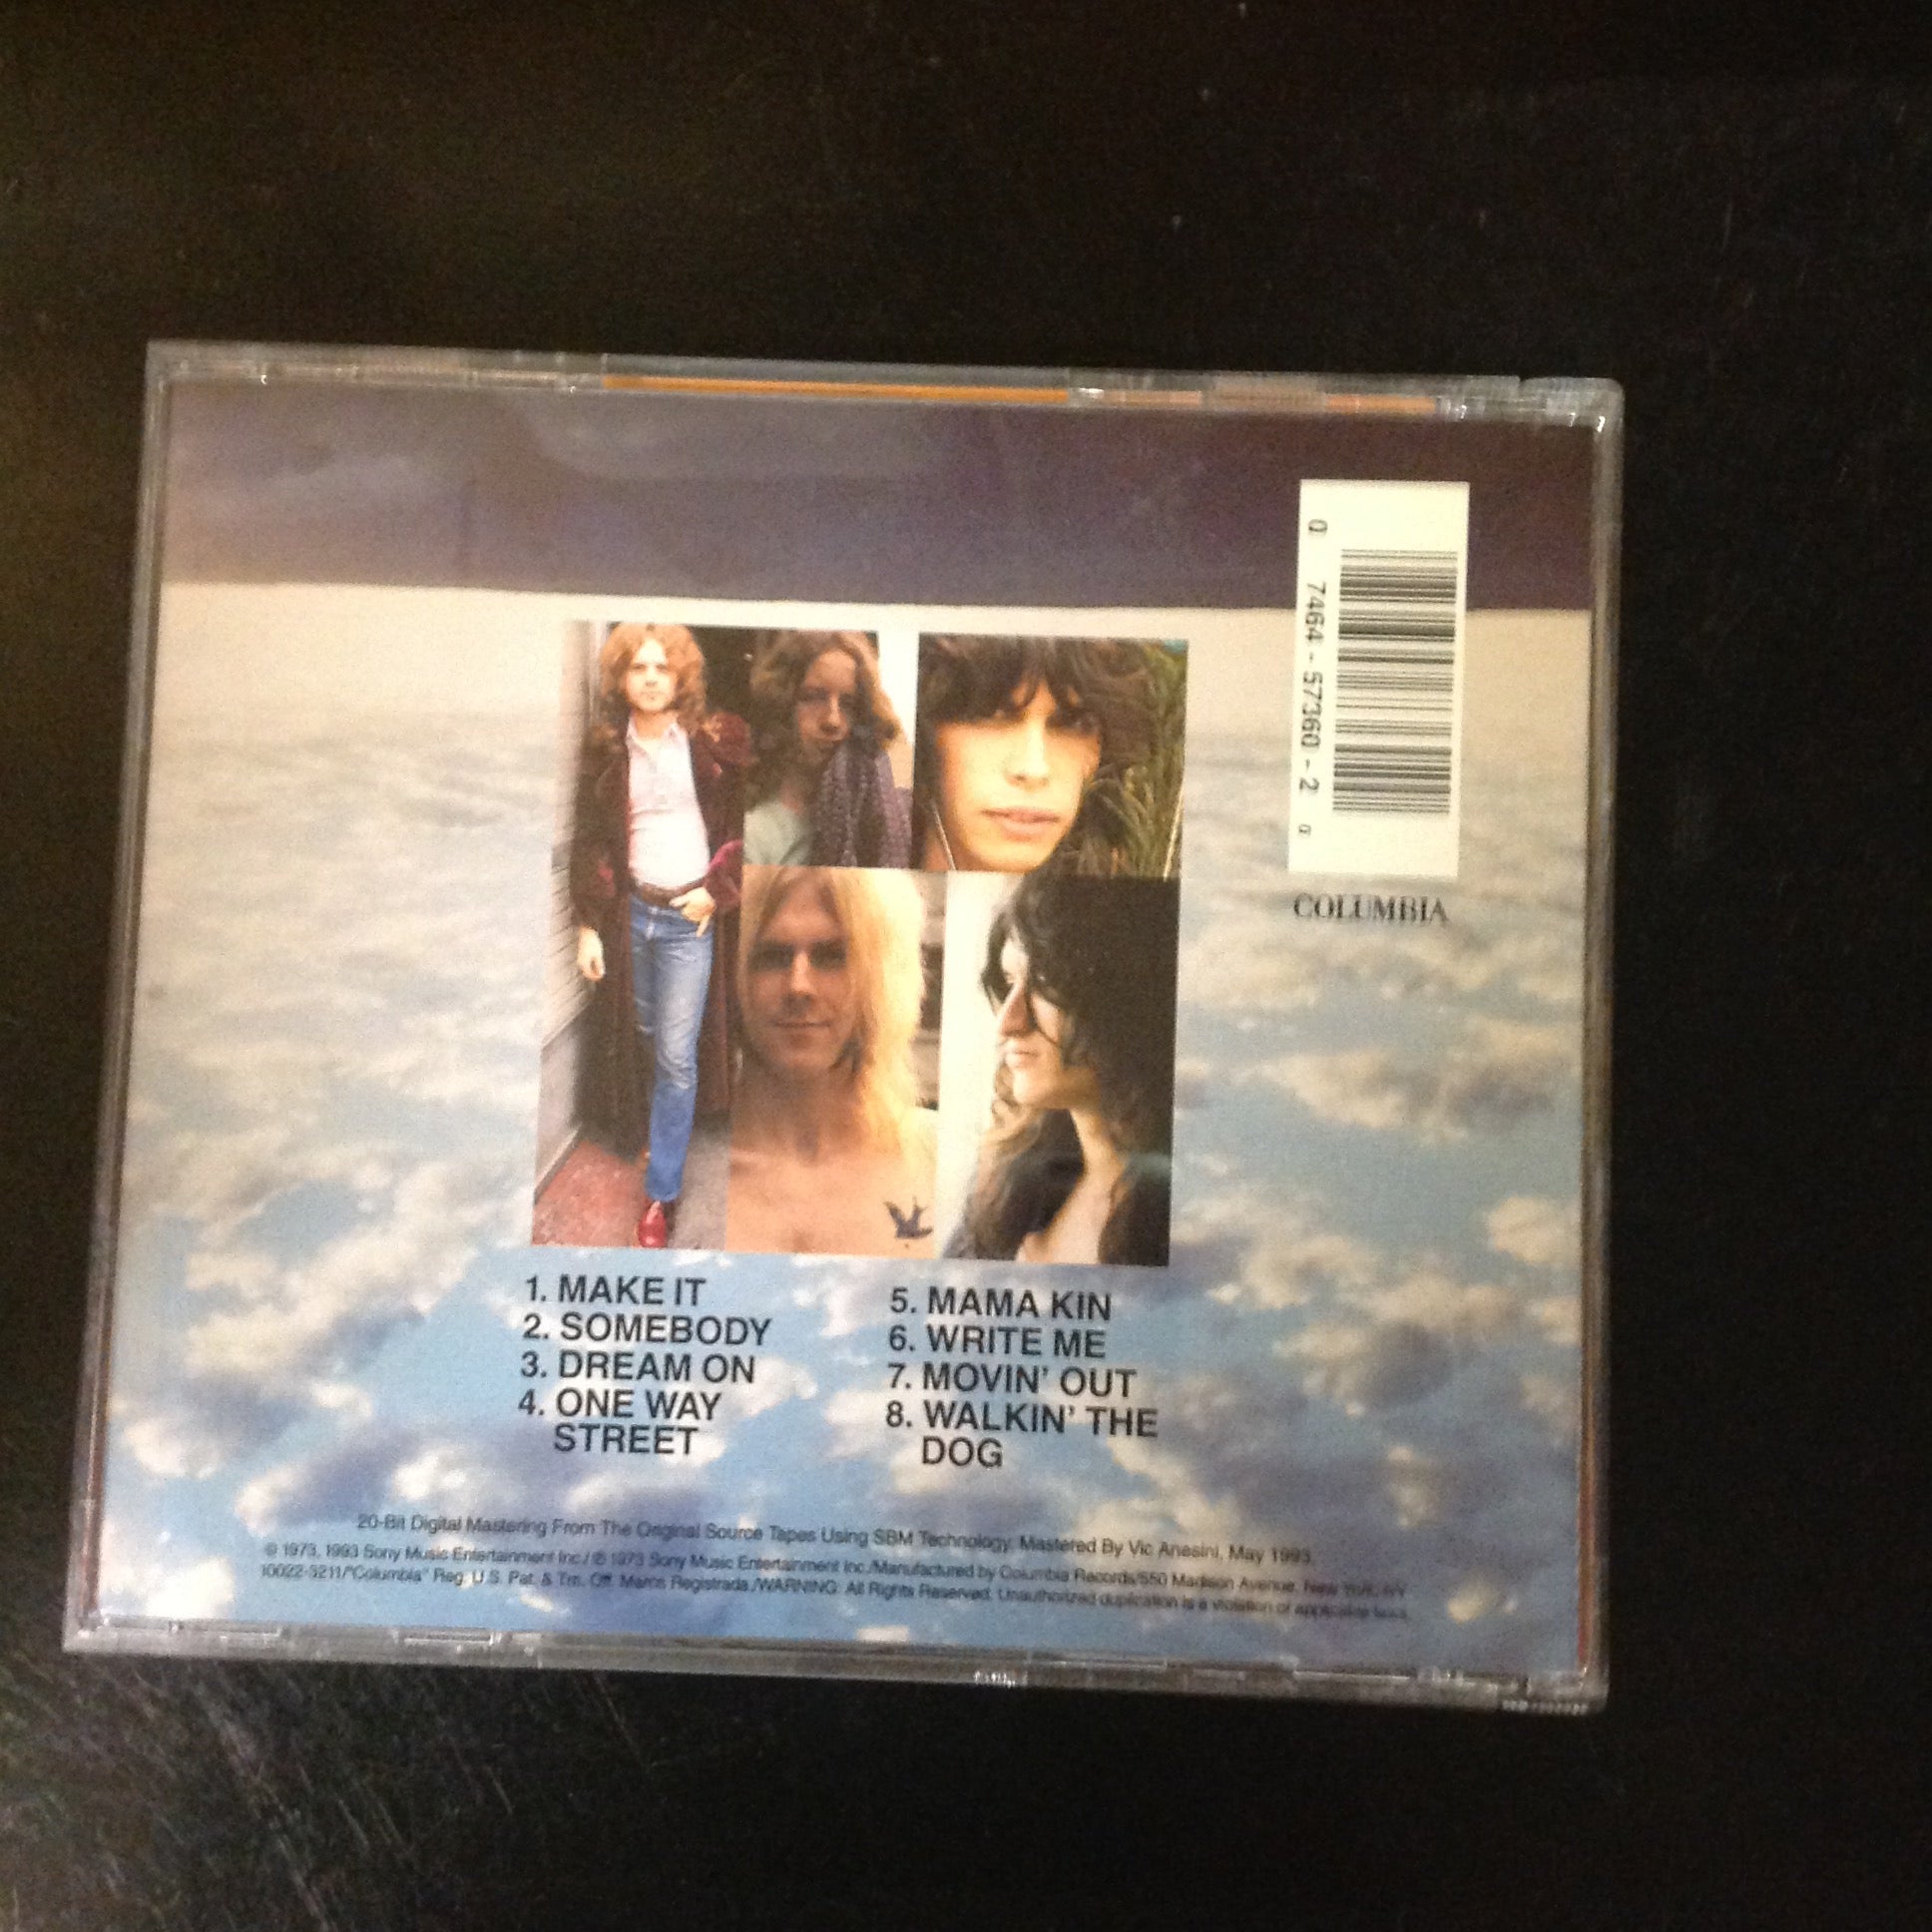 0 7464-57360-2 0
COLUMBIA
1. MAKE IT
2. SOMEBODY
3. DREAM ON
4. ONE WAY
STREET
5. MAMA KIN
6. WRITE ME
7. MOVIN' OUT
8. WALKIN' THE
DOG
20-Bit Digital Mastering From The Original Source Tapes Using SBM Technology. Mastered By Vic Anesini, May 1993.
© 1973, 1993 Sony Music Entertainment Inc./ ℗ 1973 Sony Music Entertainment Inc./Manufactured by Columbia Records/550 Madison Avenue, New York, NY
10022-3211/"Columbia" Reg. U.S. Pat. & Tm. Off. Marca Registrada./WARNING: All Rights Reserved. Unauthorized duplication is a violation of applicable laws.